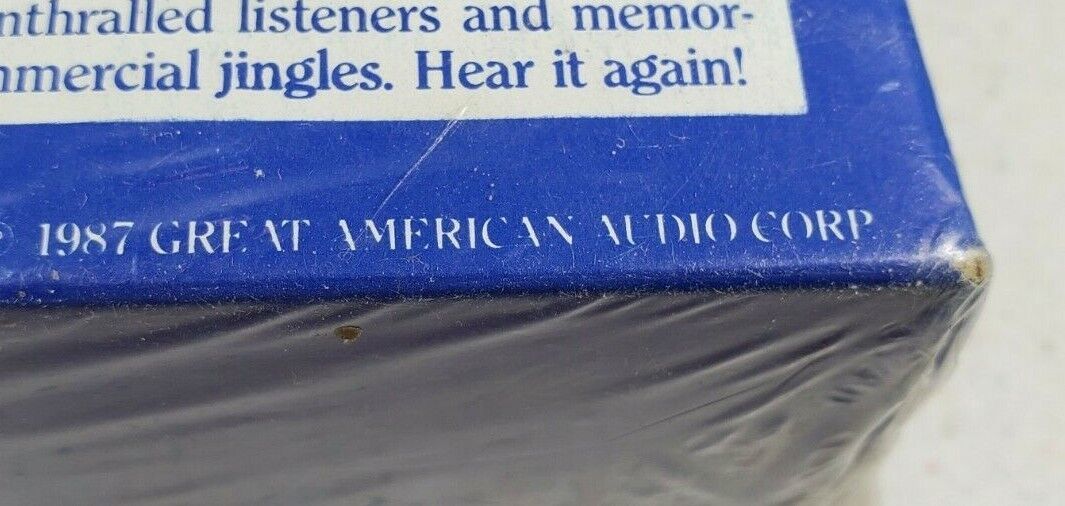 nthralled listeners and memor-
mmercial jingles. Hear it again!
1987 GREAT AMERICAN AUDIO CORP